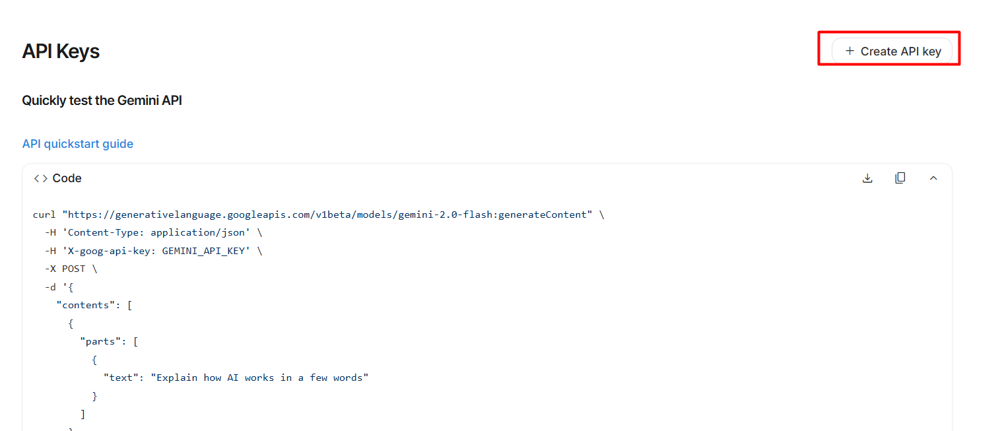 API Keys
+ Create API key
Quickly test the Gemini API
API quickstart guide
<> Code
curl "https://generativelanguage.googleapis.com/v1beta/models/gemini-2.0-flash:generateContent" \
  -H 'Content-Type: application/json' \
  -H 'X-goog-api-key: GEMINI_API_KEY' \
  -X POST \
  -d '{
    "contents": [
      {
        "parts": [
          {
            "text": "Explain how AI works in a few words"
          }
        ]
      }